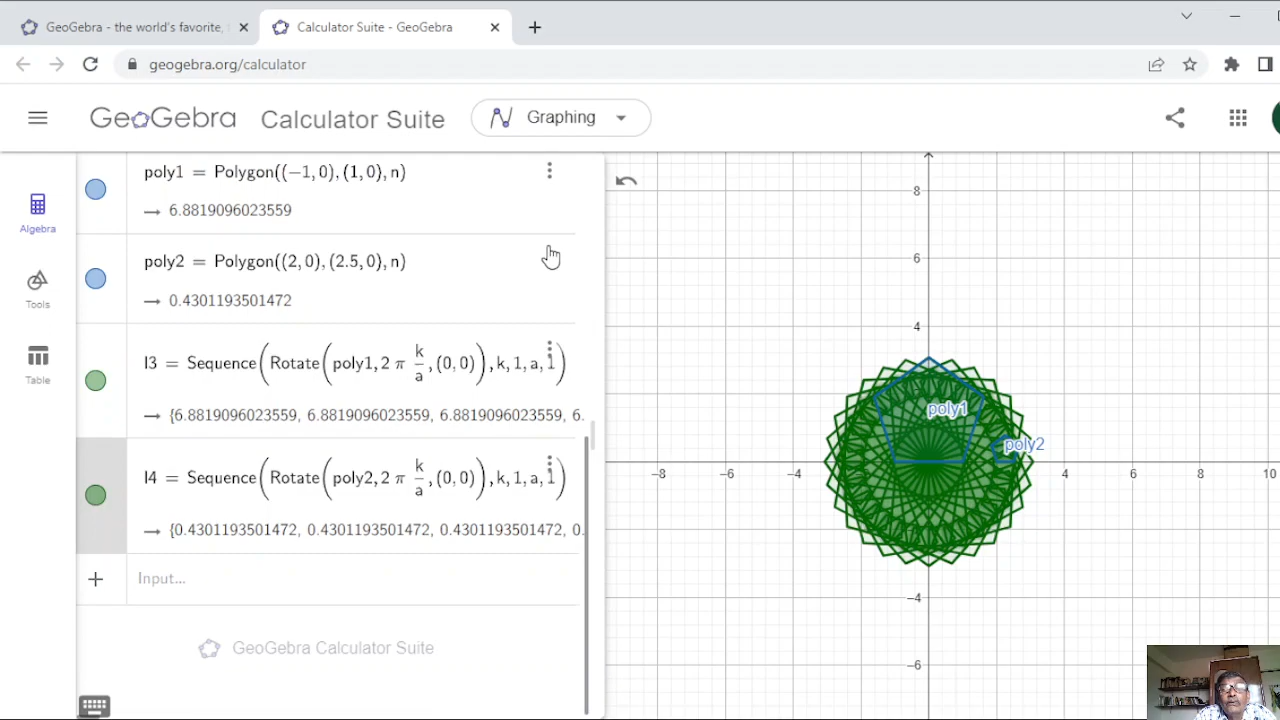 GeoGebra - the world's favorite,
Calculator Suite - GeoGebra
geogebra.org/calculator
GeoGebra Calculator Suite
Graphing
Algebra
Tools
Table
poly1 = Polygon((−1, 0), (1, 0), n)
→ 6.8819096023559
poly2 = Polygon((2, 0), (2.5, 0), n)
→ 0.4301193501472
l3 = Sequence(Rotate(poly1, 2 π k/a, (0, 0)), k, 1, a, 1)
→ {6.8819096023559, 6.8819096023559, 6.8819096023559, 6.
l4 = Sequence(Rotate(poly2, 2 π k/a, (0, 0)), k, 1, a, 1)
→ {0.4301193501472, 0.4301193501472, 0.4301193501472, 0.
Input...
GeoGebra Calculator Suite
8
6
4
poly1
poly2
−8
−6
−4
4
6
8
10
−4
−6